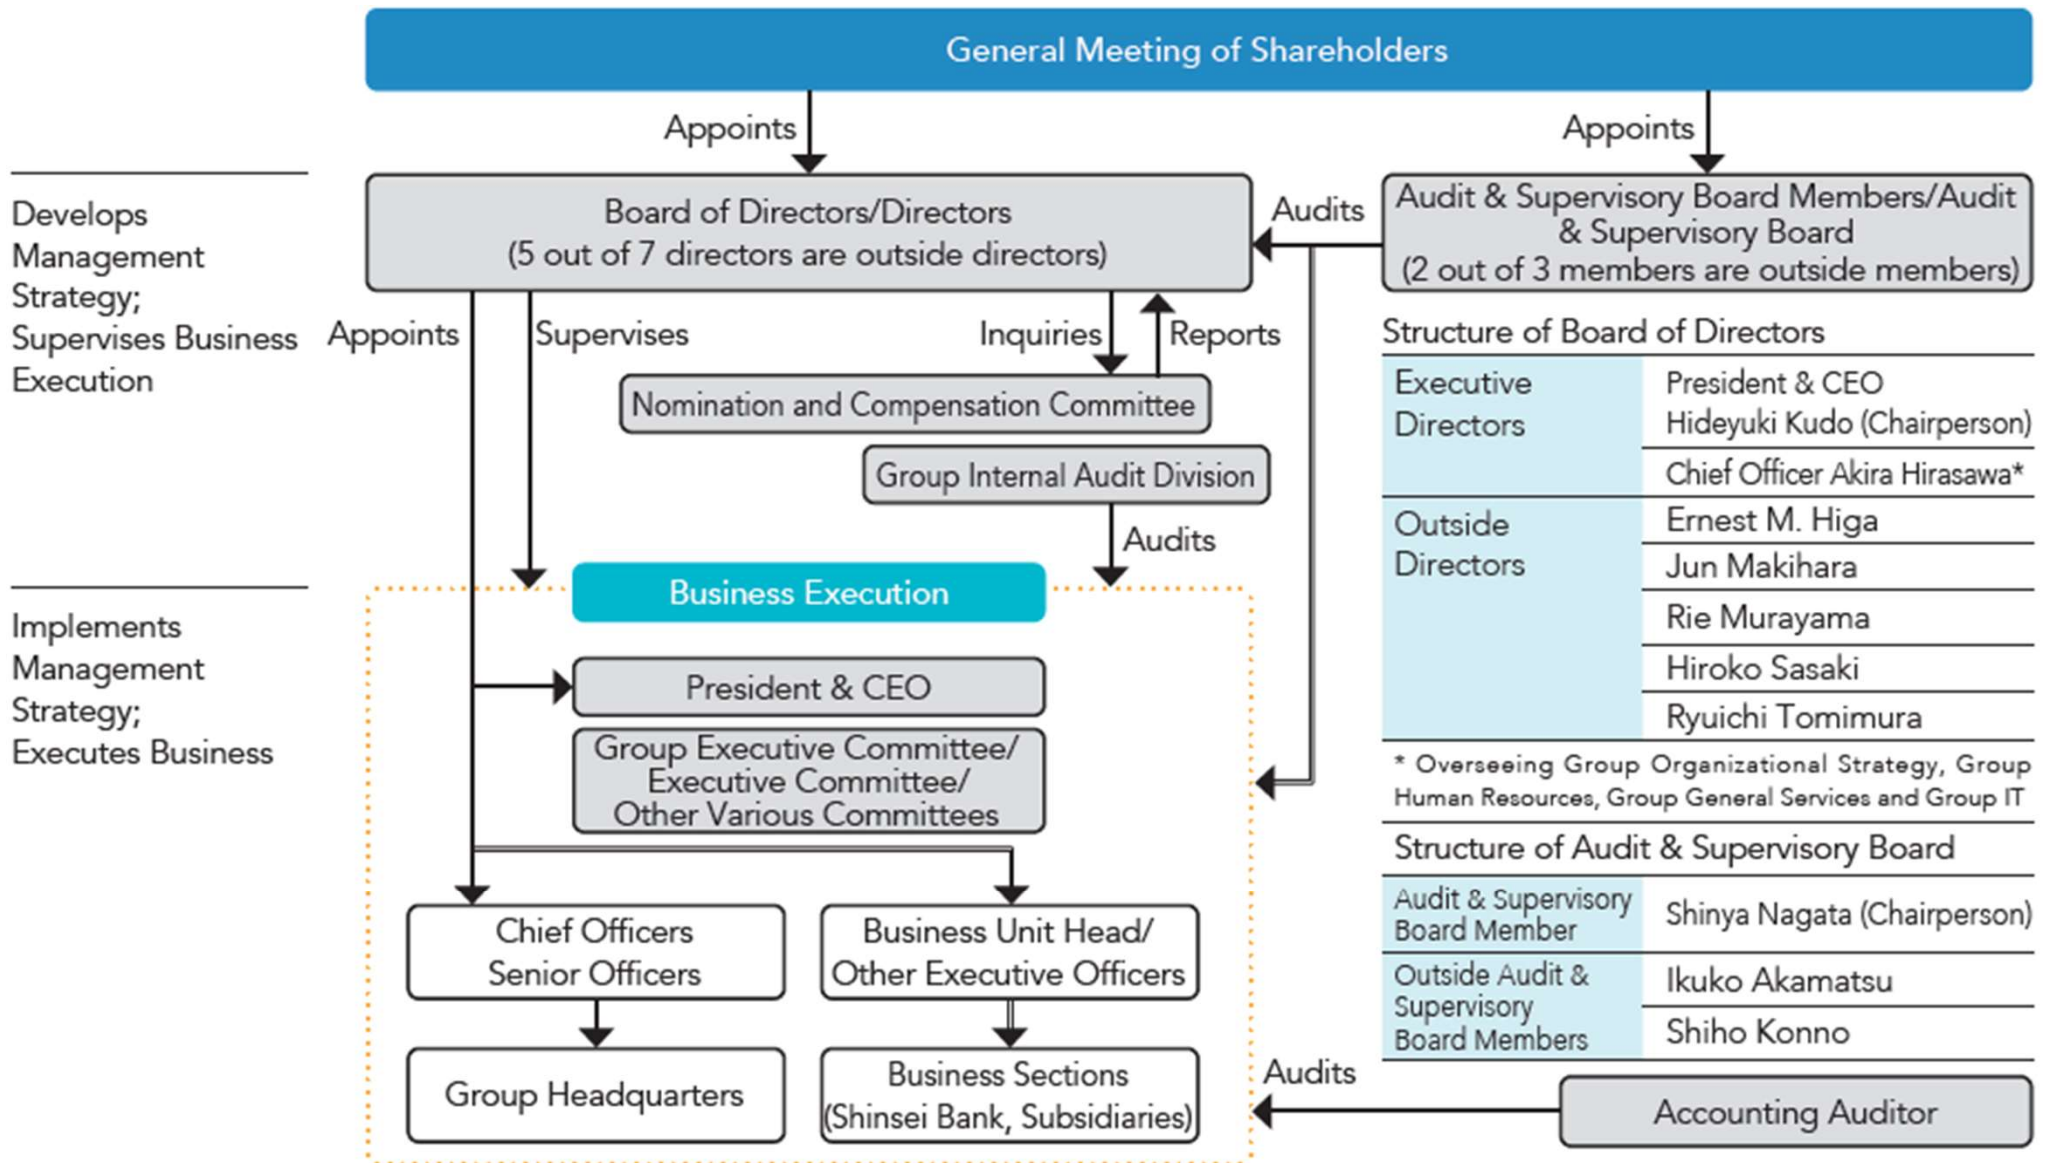 General Meeting of Shareholders
Appoints
Appoints
Develops
Management
Strategy;
Supervises Business
Execution
Board of Directors/Directors
(5 out of 7 directors are outside directors)
Audits
Audit & Supervisory Board Members/Audit
& Supervisory Board
(2 out of 3 members are outside members)
Appoints
Supervises
Inquiries
Reports
Nomination and Compensation Committee
Group Internal Audit Division
Audits
Implements
Management
Strategy;
Executes Business
Business Execution
President & CEO
Group Executive Committee/
Executive Committee/
Other Various Committees
Chief Officers
Senior Officers
Business Unit Head/
Other Executive Officers
Group Headquarters
Business Sections
(Shinsei Bank, Subsidiaries)
Structure of Board of Directors
Executive
Directors
President & CEO
Hideyuki Kudo (Chairperson)
Chief Officer Akira Hirasawa*
Outside
Directors
Ernest M. Higa
Jun Makihara
Rie Murayama
Hiroko Sasaki
Ryuichi Tomimura
* Overseeing Group Organizational Strategy, Group
Human Resources, Group General Services and Group IT
Structure of Audit & Supervisory Board
Audit & Supervisory
Board Member
Shinya Nagata (Chairperson)
Outside Audit &
Supervisory
Board Members
Ikuko Akamatsu
Shiho Konno
Audits
Accounting Auditor